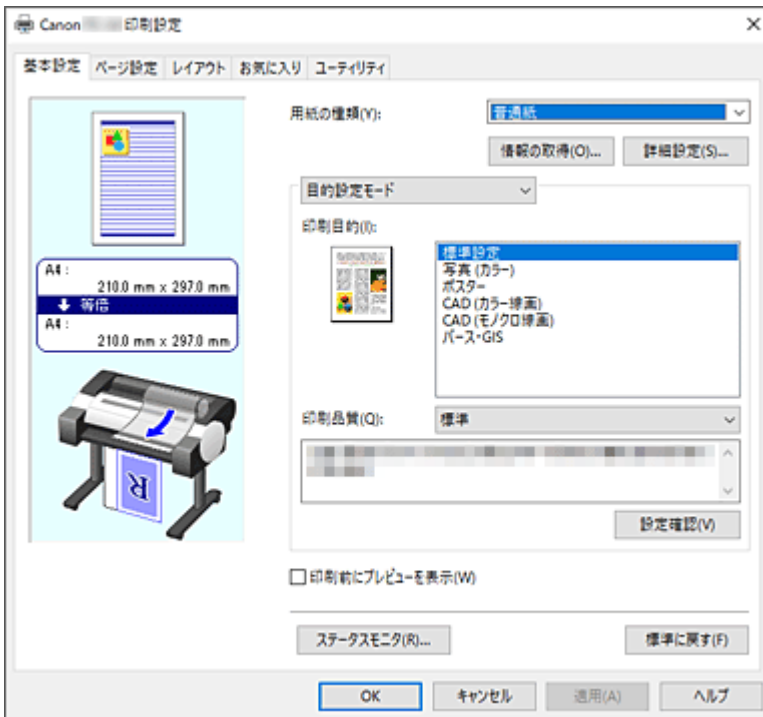 Canon 印刷設定
基本設定 ページ設定 レイアウト お気に入り ユーティリティ
用紙の種類(Y): 普通紙
情報の取得(O)... 詳細設定(S)...
目的設定モード
印刷目的(I):
標準設定
写真 (カラー)
ポスター
CAD (カラー線画)
CAD (モノクロ線画)
パース・GIS
A4 :
210.0 mm x 297.0 mm
等倍
A4 :
210.0 mm x 297.0 mm
R
印刷品質(Q): 標準
設定確認(V)
印刷前にプレビューを表示(W)
ステータスモニタ(R)... 標準に戻す(F)
OK キャンセル 適用(A) ヘルプ